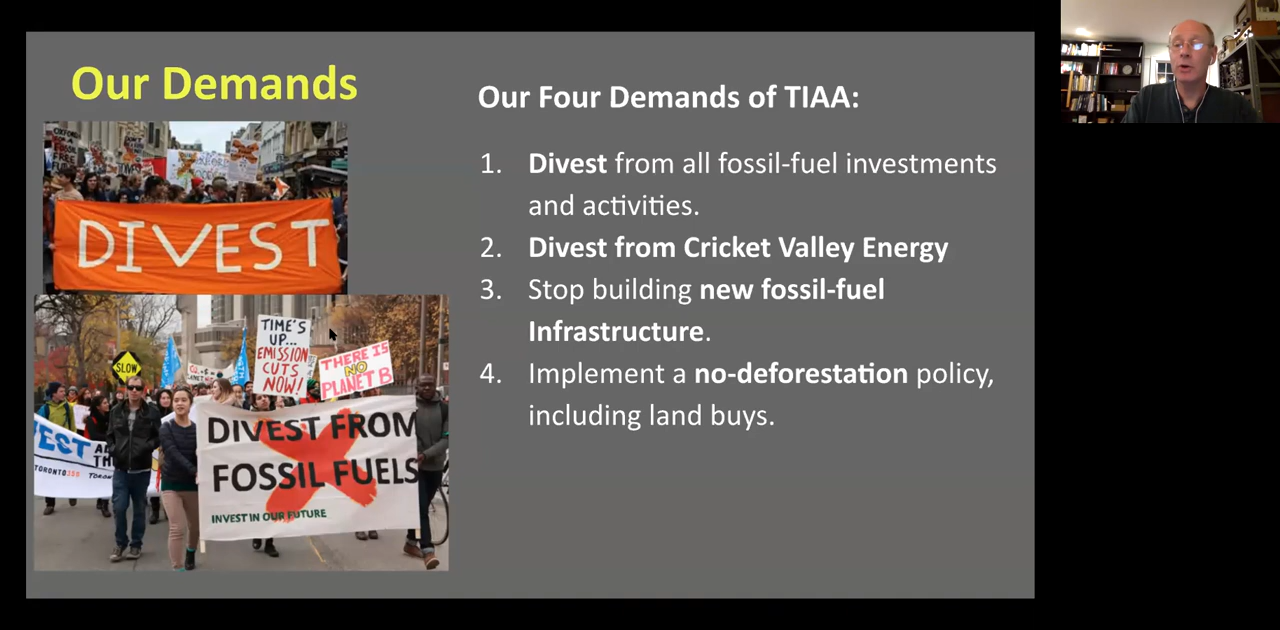 Our Demands
Our Four Demands of TIAA:
1. Divest from all fossil-fuel investments
and activities.
2. Divest from Cricket Valley Energy
3. Stop building new fossil-fuel
Infrastructure.
4. Implement a no-deforestation policy,
including land buys.
DIVEST
SLOW
TIME'S
UP...
EMISSION
CUTS
NOW!
THERE IS
NO
PLANET B
DIVEST FROM
FOSSIL FUELS
INVEST IN OUR FUTURE
VEST
TORONTO350